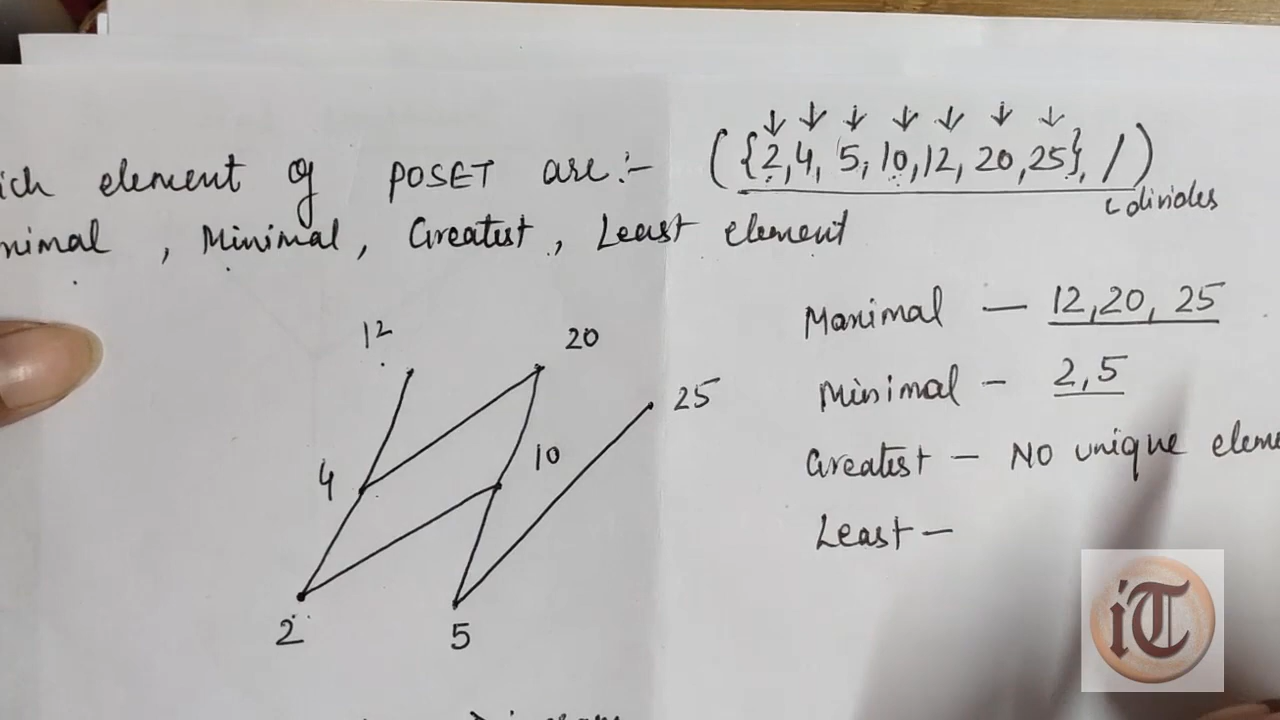 ich element of POSET are:- ({2,4, 5, 10,12, 20,25}, /)
divides
nimal , Minimal, Greatest, Least element
12
20
Maximal — 12,20, 25
25
Minimal - 2,5
4
10
Greatest - NO unique eleme
Least -
2
5
iT